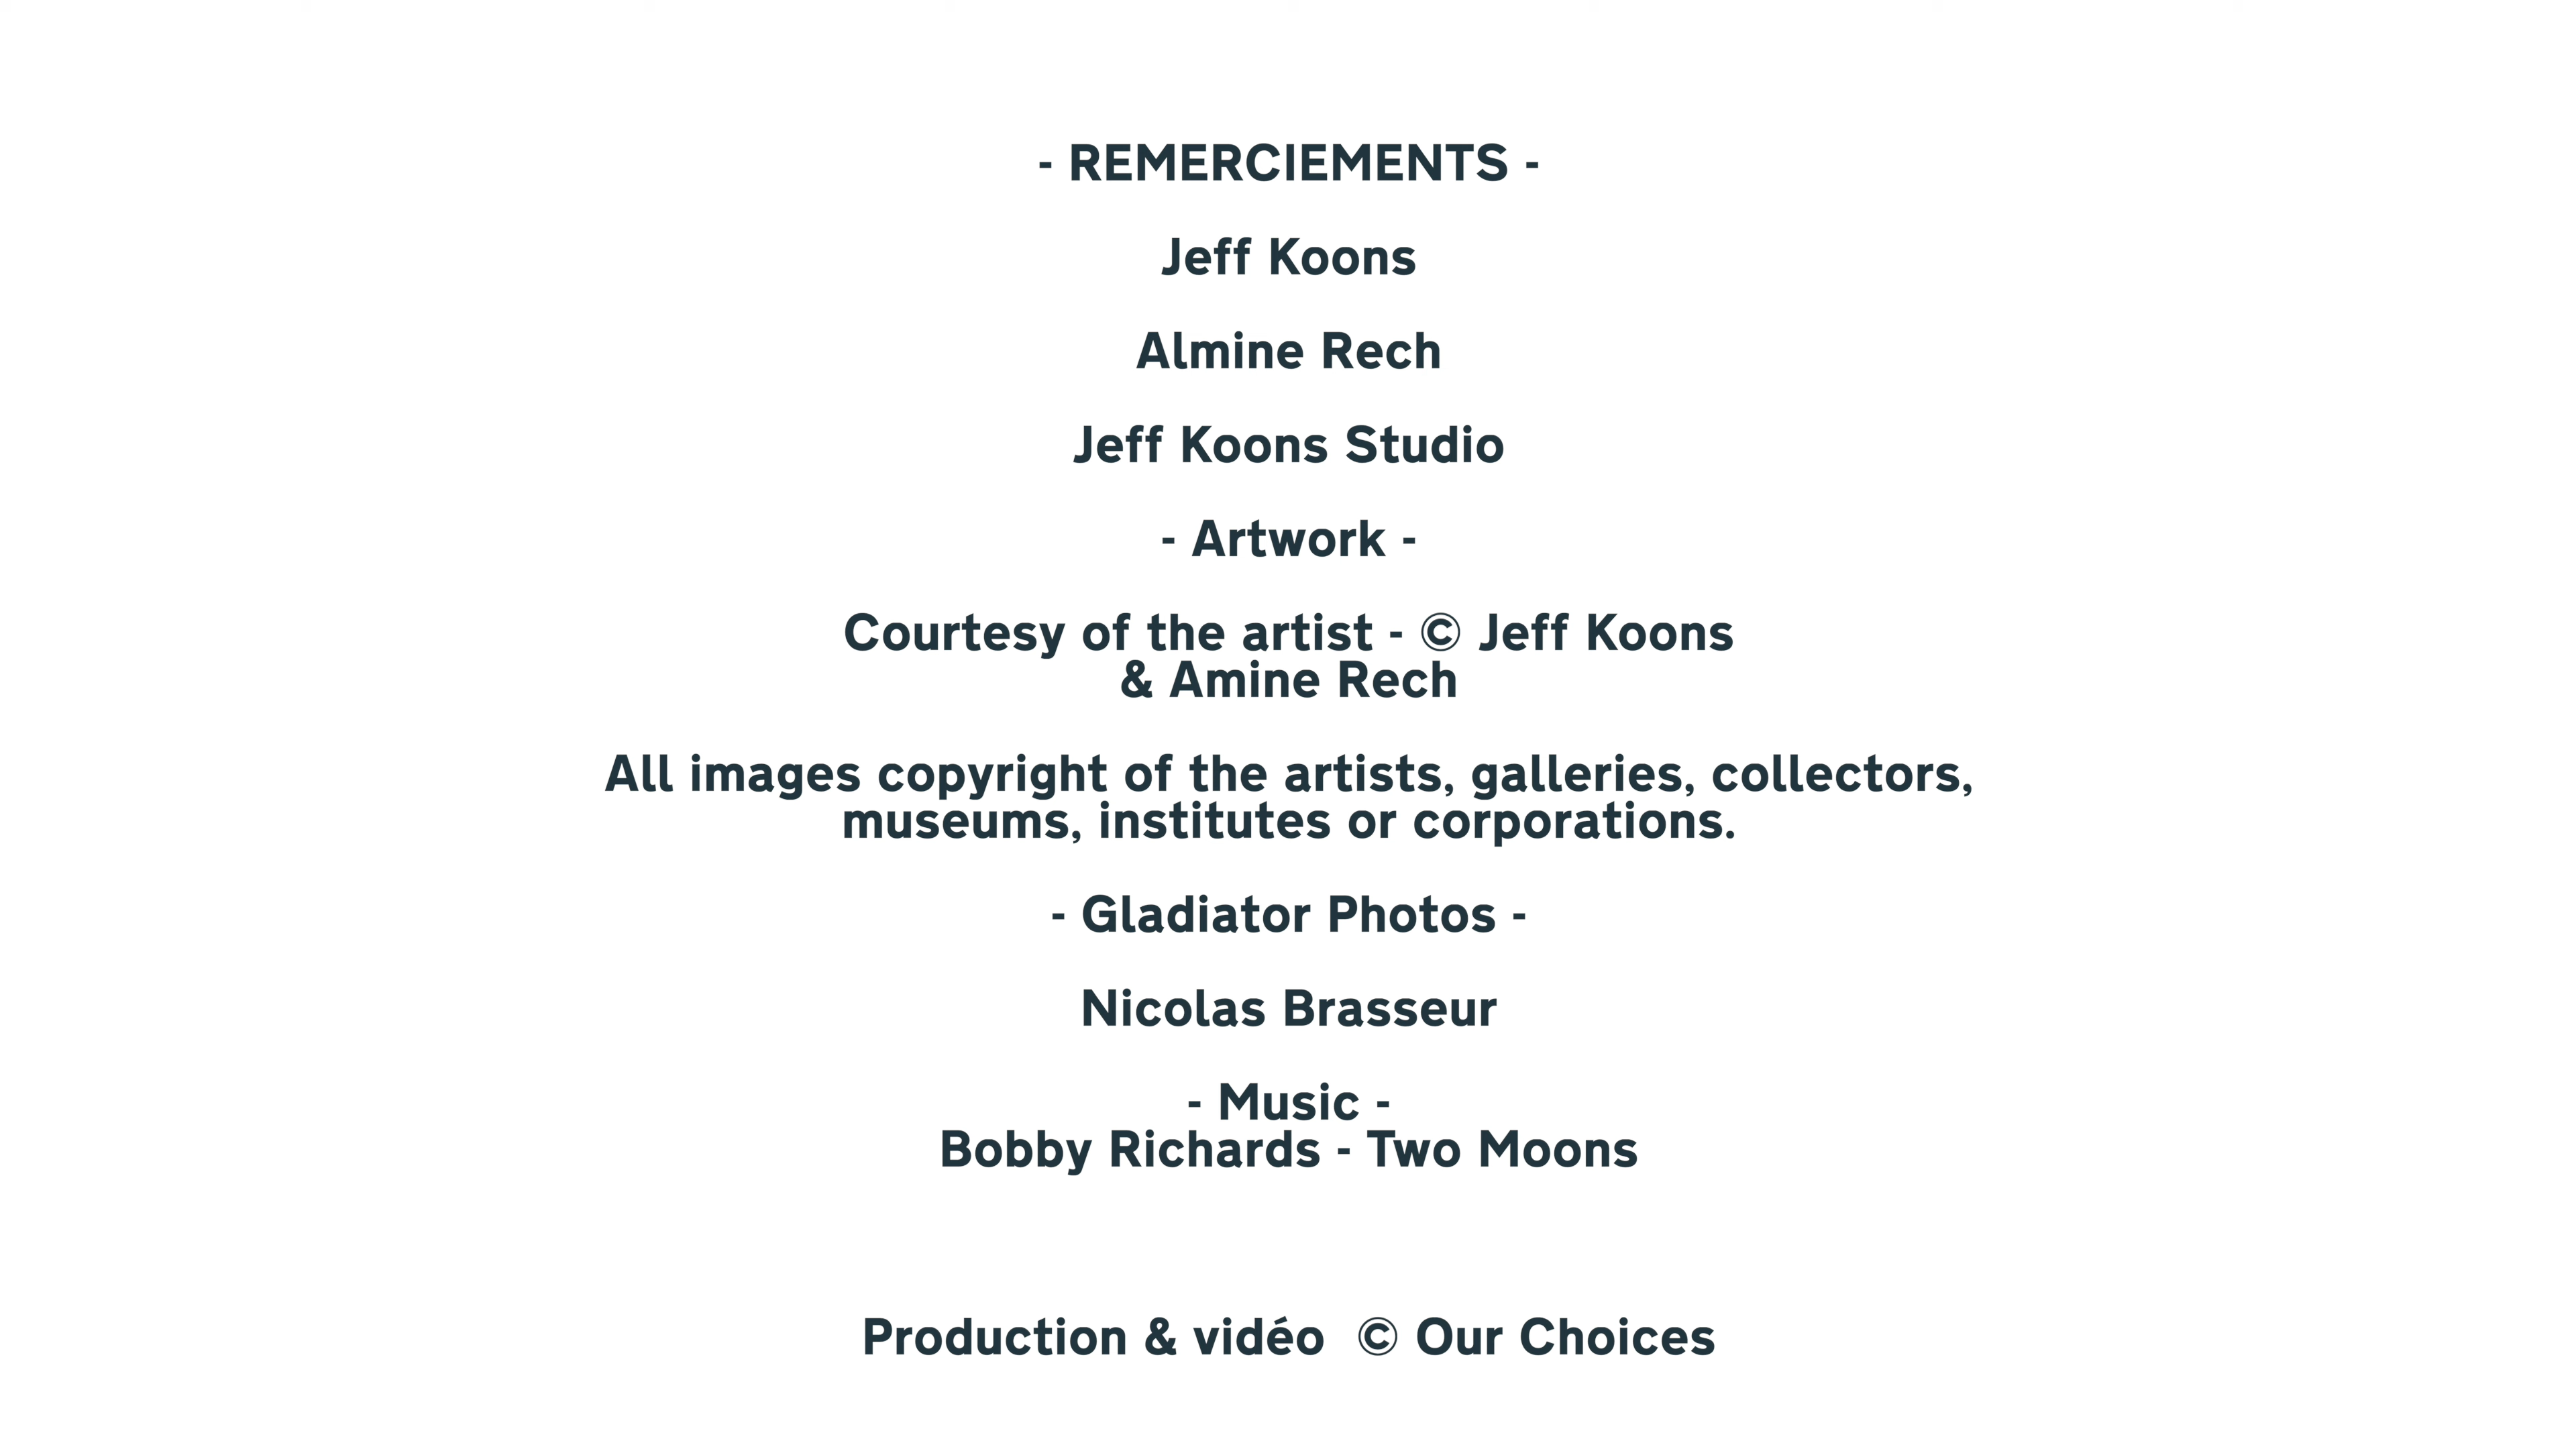 - REMERCIEMENTS -
Jeff Koons
Almine Rech
Jeff Koons Studio
- Artwork -
Courtesy of the artist - © Jeff Koons
& Amine Rech
All images copyright of the artists, galleries, collectors,
museums, institutes or corporations.
- Gladiator Photos -
Nicolas Brasseur
- Music -
Bobby Richards - Two Moons
Production & vidéo  © Our Choices